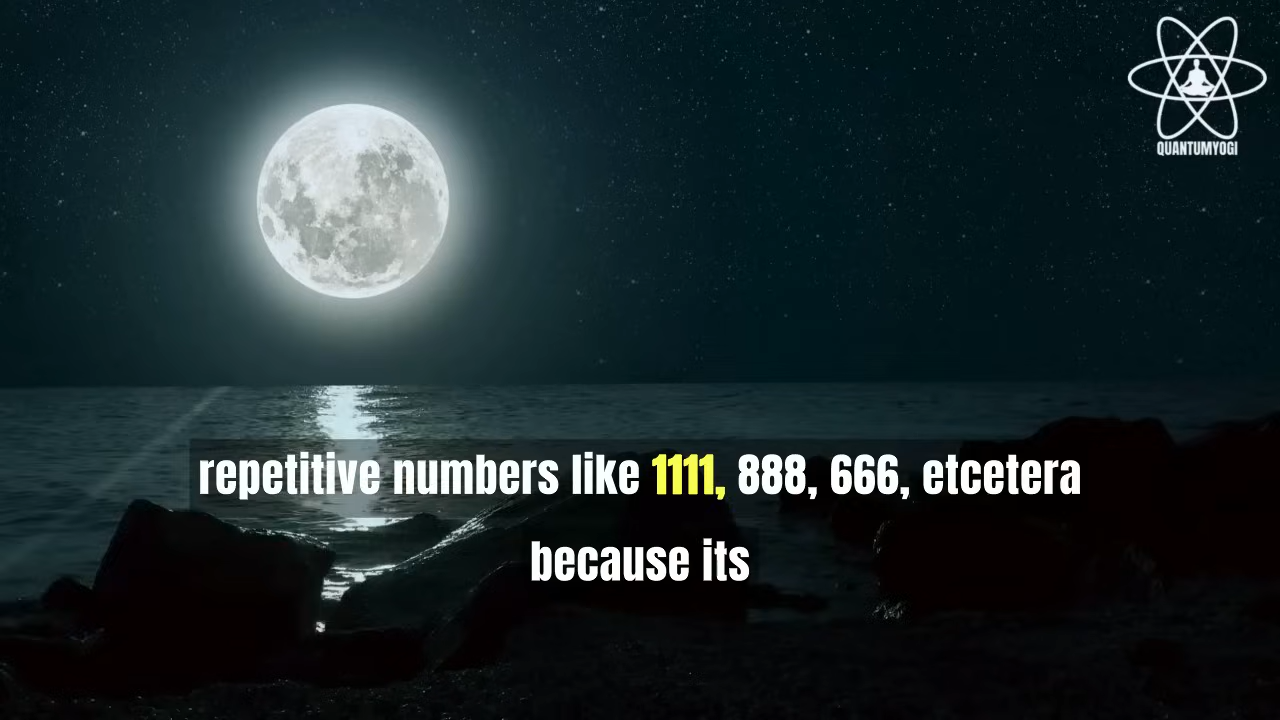 QUANTUMYOGI
repetitive numbers like 1111, 888, 666, etcetera
because its